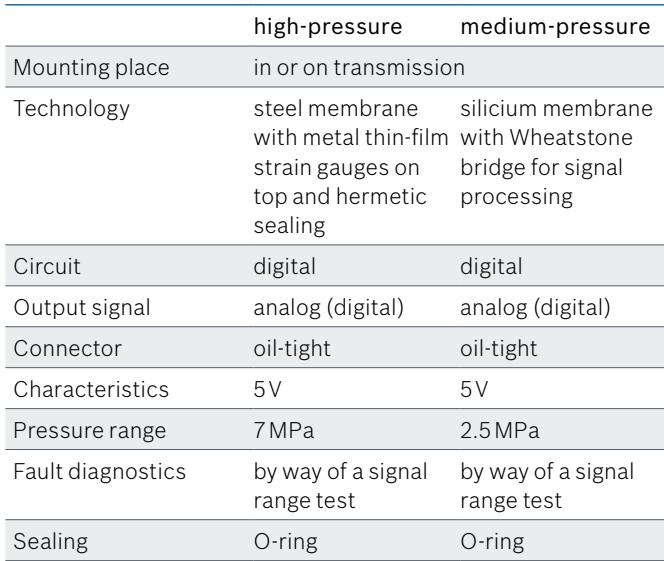 high-pressure medium-pressure
Mounting place in or on transmission
Technology steel membrane silicium membrane
with metal thin-film with Wheatstone
strain gauges on bridge for signal
top and hermetic processing
sealing
Circuit digital digital
Output signal analog (digital) analog (digital)
Connector oil-tight oil-tight
Characteristics 5 V 5 V
Pressure range 7 MPa 2.5 MPa
Fault diagnostics by way of a signal by way of a signal
range test range test
Sealing O-ring O-ring